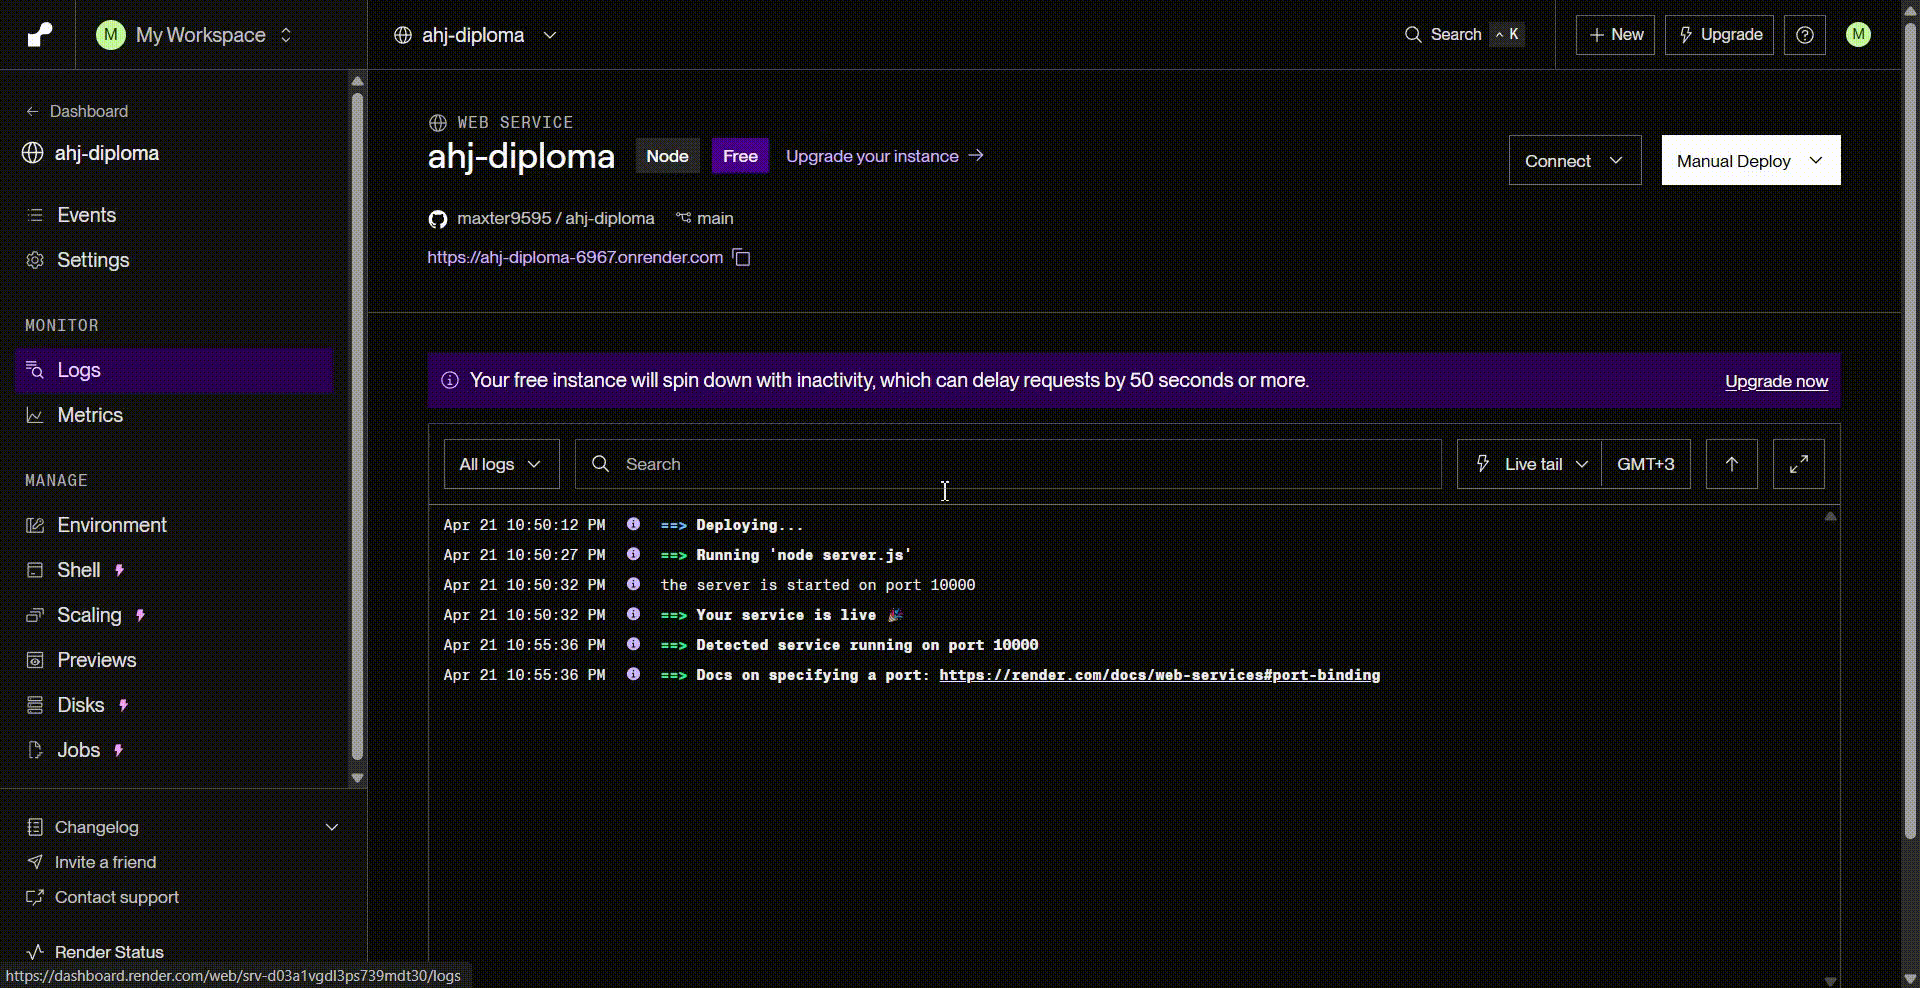 M My Workspace
ahj-diploma
Search ^ K
+ New
Upgrade
M
← Dashboard
ahj-diploma
Events
Settings
MONITOR
Logs
Metrics
MANAGE
Environment
Shell
Scaling
Previews
Disks
Jobs
Changelog
Invite a friend
Contact support
Render Status
https://dashboard.render.com/web/srv-d03a1vgdl3ps739mdt30/logs
WEB SERVICE
ahj-diploma Node Free Upgrade your instance →
Connect
Manual Deploy
maxter9595 / ahj-diploma main
https://ahj-diploma-6967.onrender.com
Your free instance will spin down with inactivity, which can delay requests by 50 seconds or more.
Upgrade now
All logs
Search
Live tail
GMT+3
Apr 21 10:50:12 PM ==> Deploying...
Apr 21 10:50:27 PM ==> Running 'node server.js'
Apr 21 10:50:32 PM the server is started on port 10000
Apr 21 10:50:32 PM ==> Your service is live 🎉
Apr 21 10:55:36 PM ==> Detected service running on port 10000
Apr 21 10:55:36 PM ==> Docs on specifying a port: https://render.com/docs/web-services#port-binding